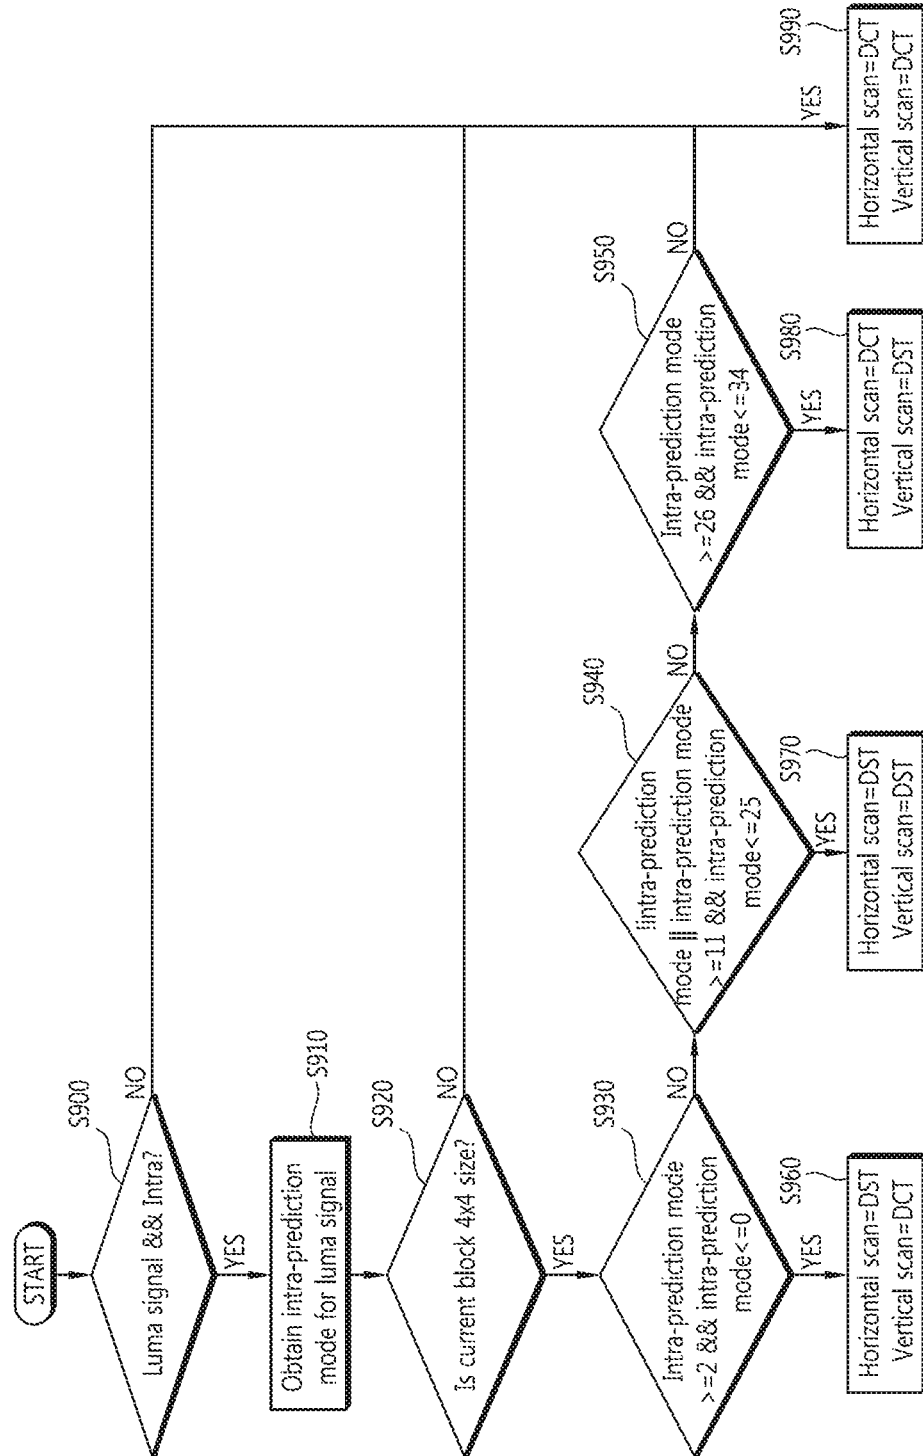 START
S900
Luma signal && Intra?
NO
YES
S910
Obtain intra-prediction
mode for luma signal
S920
Is current block 4x4 size?
NO
YES
S930
Intra-prediction mode
>=2 && intra-prediction
mode<=0
NO
YES
S940
!intra-prediction
mode || intra-prediction mode
>=11 && intra-prediction
mode<=25
NO
YES
S950
Intra-prediction mode
>=26 && intra-prediction
mode<=34
NO
YES
YES
S960
Horizontal scan=DST
Vertical scan=DCT
S970
Horizontal scan=DST
Vertical scan=DST
S980
Horizontal scan=DCT
Vertical scan=DST
S990
Horizontal scan=DCT
Vertical scan=DCT